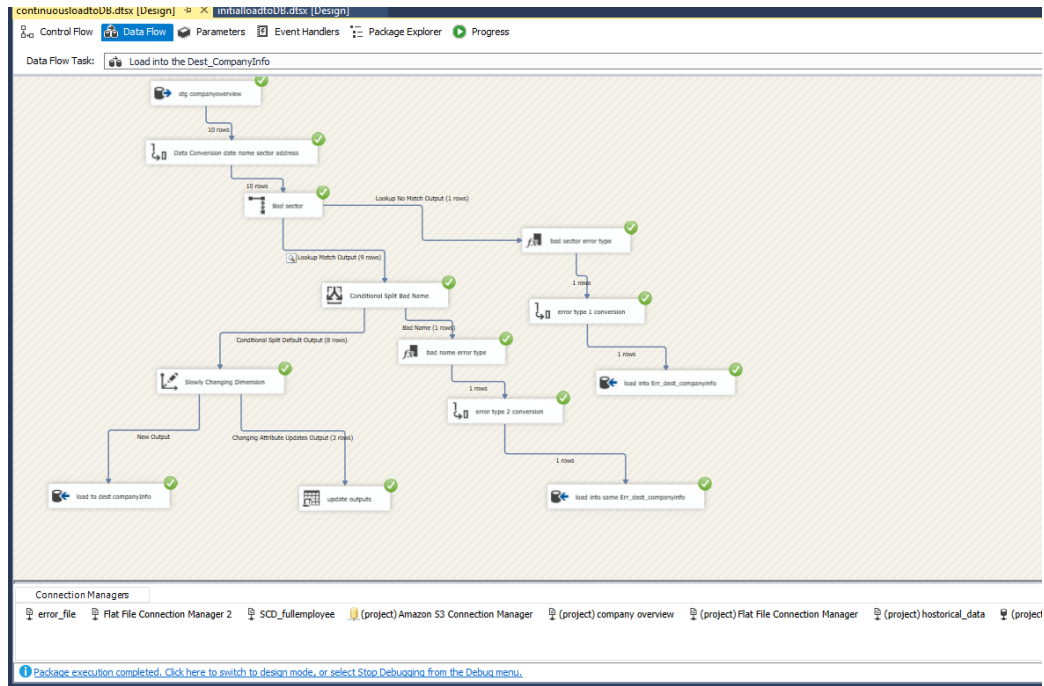 continuousloadtoDB.dtsx [Design] initialloadtoDB.dtsx [Design]
Control Flow Data Flow Parameters Event Handlers Package Explorer Progress
Data Flow Task: Load into the Dest_CompanyInfo
stg companyoverview
10 rows
Data Conversion date name sector address
10 rows
Bad sector
Lookup No Match Output (1 rows)
bad sector error type
Lookup Match Output (9 rows)
1 rows
Conditional Split Bad Name
error type 1 conversion
Bad Name (1 rows)
Conditional Split Default Output (8 rows)
bad name error type
1 rows
Slowly Changing Dimension
load into Err_dest_companyinfo
1 rows
error type 2 conversion
New Output
Changing Attribute Updates Output (3 rows)
1 rows
load to dest companyInfo
update outputs
load into same Err_dest_companyinfo
Connection Managers
error_file Flat File Connection Manager 2 SCD_fullemployee (project) Amazon S3 Connection Manager (project) company overview (project) Flat File Connection Manager (project) hostorical_data (projec
Package execution completed. Click here to switch to design mode, or select Stop Debugging from the Debug menu.